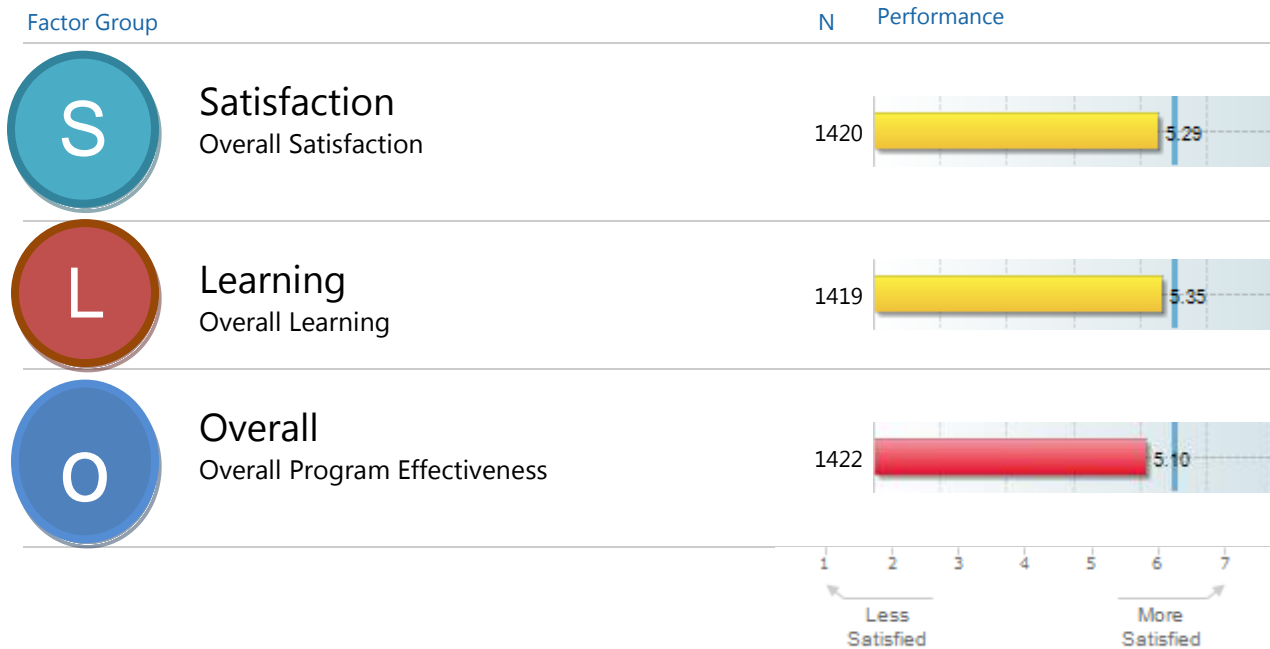 Factor Group N Performance
S
Satisfaction
Overall Satisfaction
1420 5.29
L
Learning
Overall Learning
1419 5.35
o
Overall
Overall Program Effectiveness
1422 5.10
1 2 3 4 5 6 7
Less More
Satisfied Satisfied